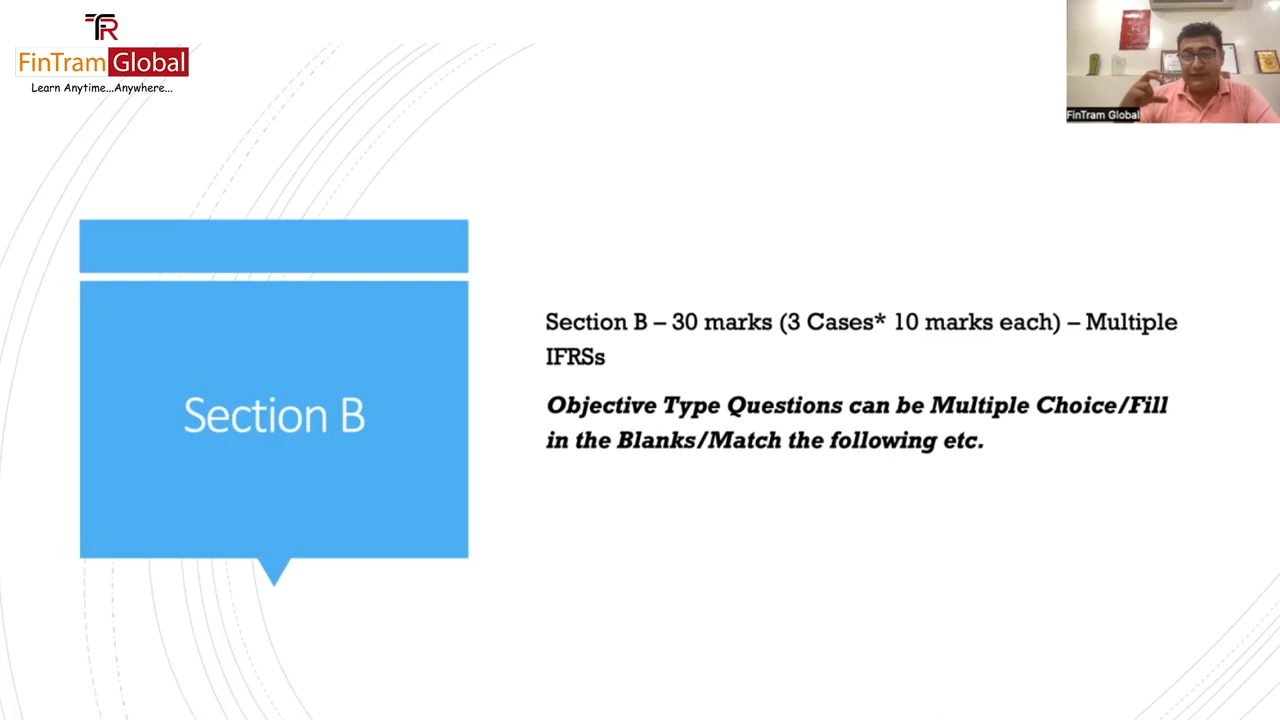 TR
FinTram Global
Learn Anytime...Anywhere...
FinTram Global
Section B
Section B – 30 marks (3 Cases* 10 marks each) – Multiple
IFRSs
Objective Type Questions can be Multiple Choice/Fill
in the Blanks/Match the following etc.